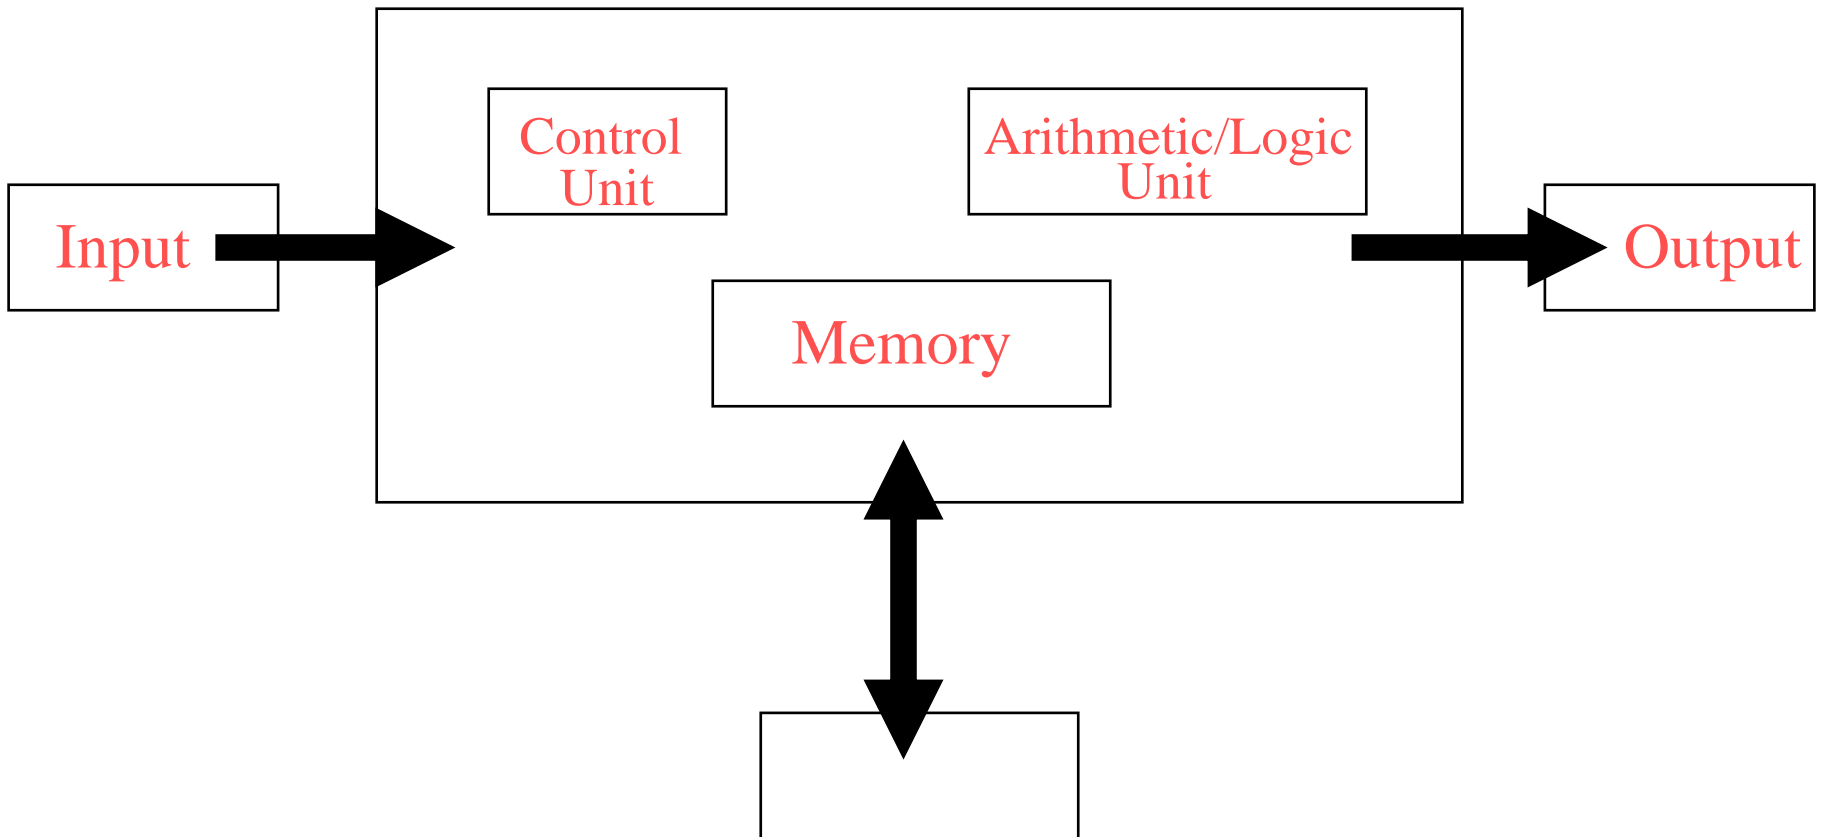 Control
Unit
Arithmetic/Logic
Unit
Input
Output
Memory